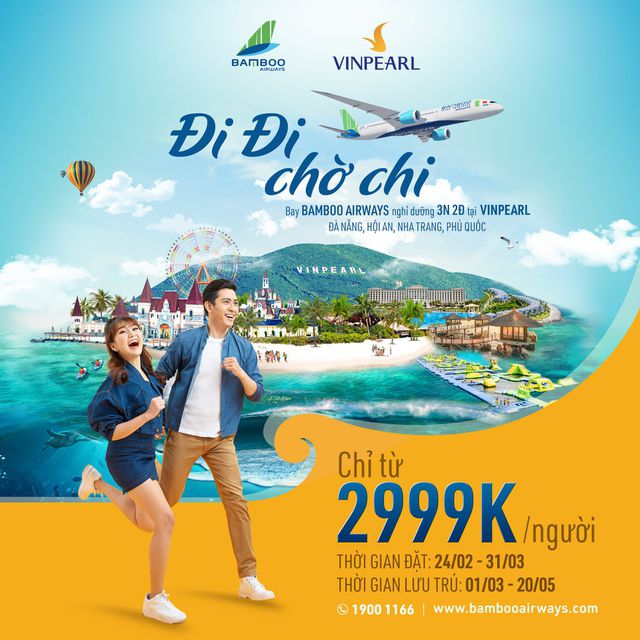 BAMBOO
AIRWAYS
VINPEARL
Đi Đi
chờ chi
Bay BAMBOO AIRWAYS nghỉ dưỡng 3N 2Đ tại VINPEARL
ĐÀ NẴNG, HỘI AN, NHA TRANG, PHÚ QUỐC
VINPEARL
Chỉ từ
2999K /người
THỜI GIAN ĐẶT: 24/02 - 31/03
THỜI GIAN LƯU TRÚ: 01/03 - 20/05
1900 1166 | www.bambooairways.com